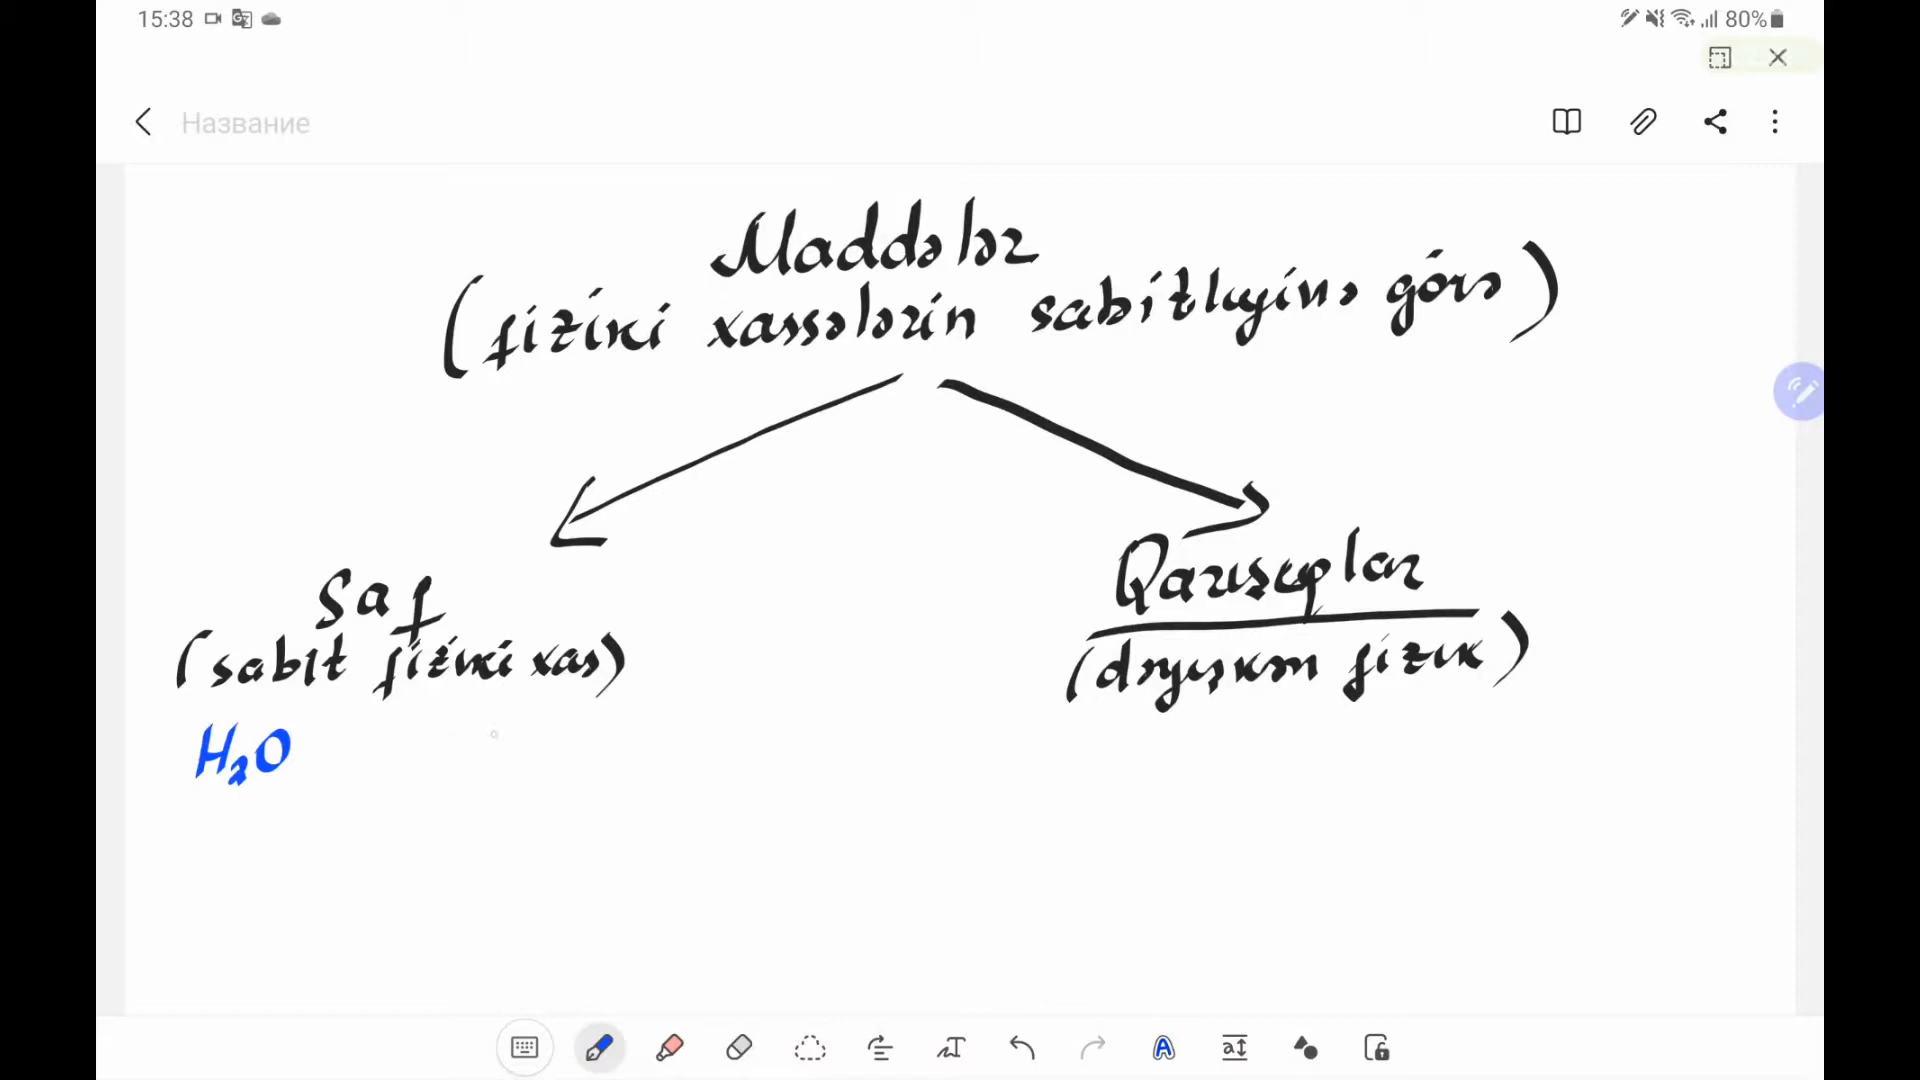 15:38 80%
Название
Maddələr
(fiziki xassələrin sabitliyinə görə)
Saf
(sabit fiziki xas)
H₂O
Qarışıqlar
(dəyişkən fizik)